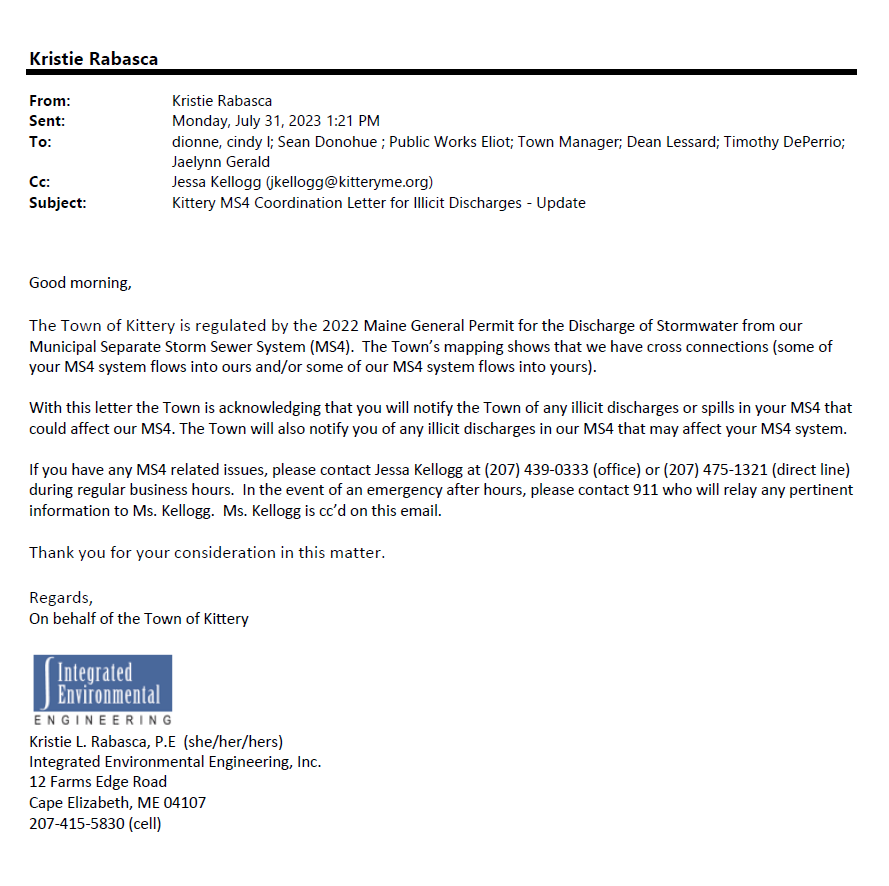 Kristie Rabasca
From: Kristie Rabasca
Sent: Monday, July 31, 2023 1:21 PM
To: dionne, cindy l; Sean Donohue ; Public Works Eliot; Town Manager; Dean Lessard; Timothy DePerrio;
Jaelynn Gerald
Cc: Jessa Kellogg (jkellogg@kitteryme.org)
Subject: Kittery MS4 Coordination Letter for Illicit Discharges - Update
Good morning,
The Town of Kittery is regulated by the 2022 Maine General Permit for the Discharge of Stormwater from our
Municipal Separate Storm Sewer System (MS4).  The Town's mapping shows that we have cross connections (some of
your MS4 system flows into ours and/or some of our MS4 system flows into yours).
With this letter the Town is acknowledging that you will notify the Town of any illicit discharges or spills in your MS4 that
could affect our MS4. The Town will also notify you of any illicit discharges in our MS4 that may affect your MS4 system.
If you have any MS4 related issues, please contact Jessa Kellogg at (207) 439-0333 (office) or (207) 475-1321 (direct line)
during regular business hours.  In the event of an emergency after hours, please contact 911 who will relay any pertinent
information to Ms. Kellogg.  Ms. Kellogg is cc'd on this email.
Thank you for your consideration in this matter.
Regards,
On behalf of the Town of Kittery
Integrated
Environmental
ENGINEERING
Kristie L. Rabasca, P.E  (she/her/hers)
Integrated Environmental Engineering, Inc.
12 Farms Edge Road
Cape Elizabeth, ME 04107
207-415-5830 (cell)